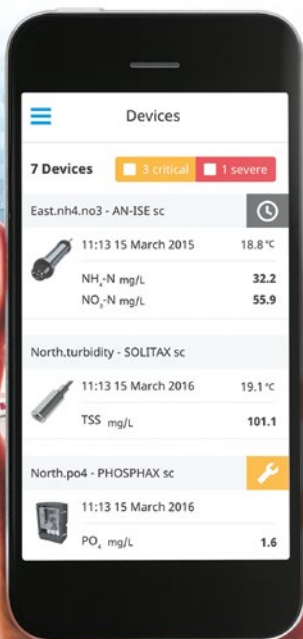 Devices
7 Devices 3 critical 1 severe
East.nh4.no3 - AN-ISE sc
11:13 15 March 2015 18.8 °C
NH₄-N mg/L 32.2
NO₃-N mg/L 55.9
North.turbidity - SOLITAX sc
11:13 15 March 2016 19.1 °C
TSS mg/L 101.1
North.po4 - PHOSPHAX sc
11:13 15 March 2016
PO₄ mg/L 1.6